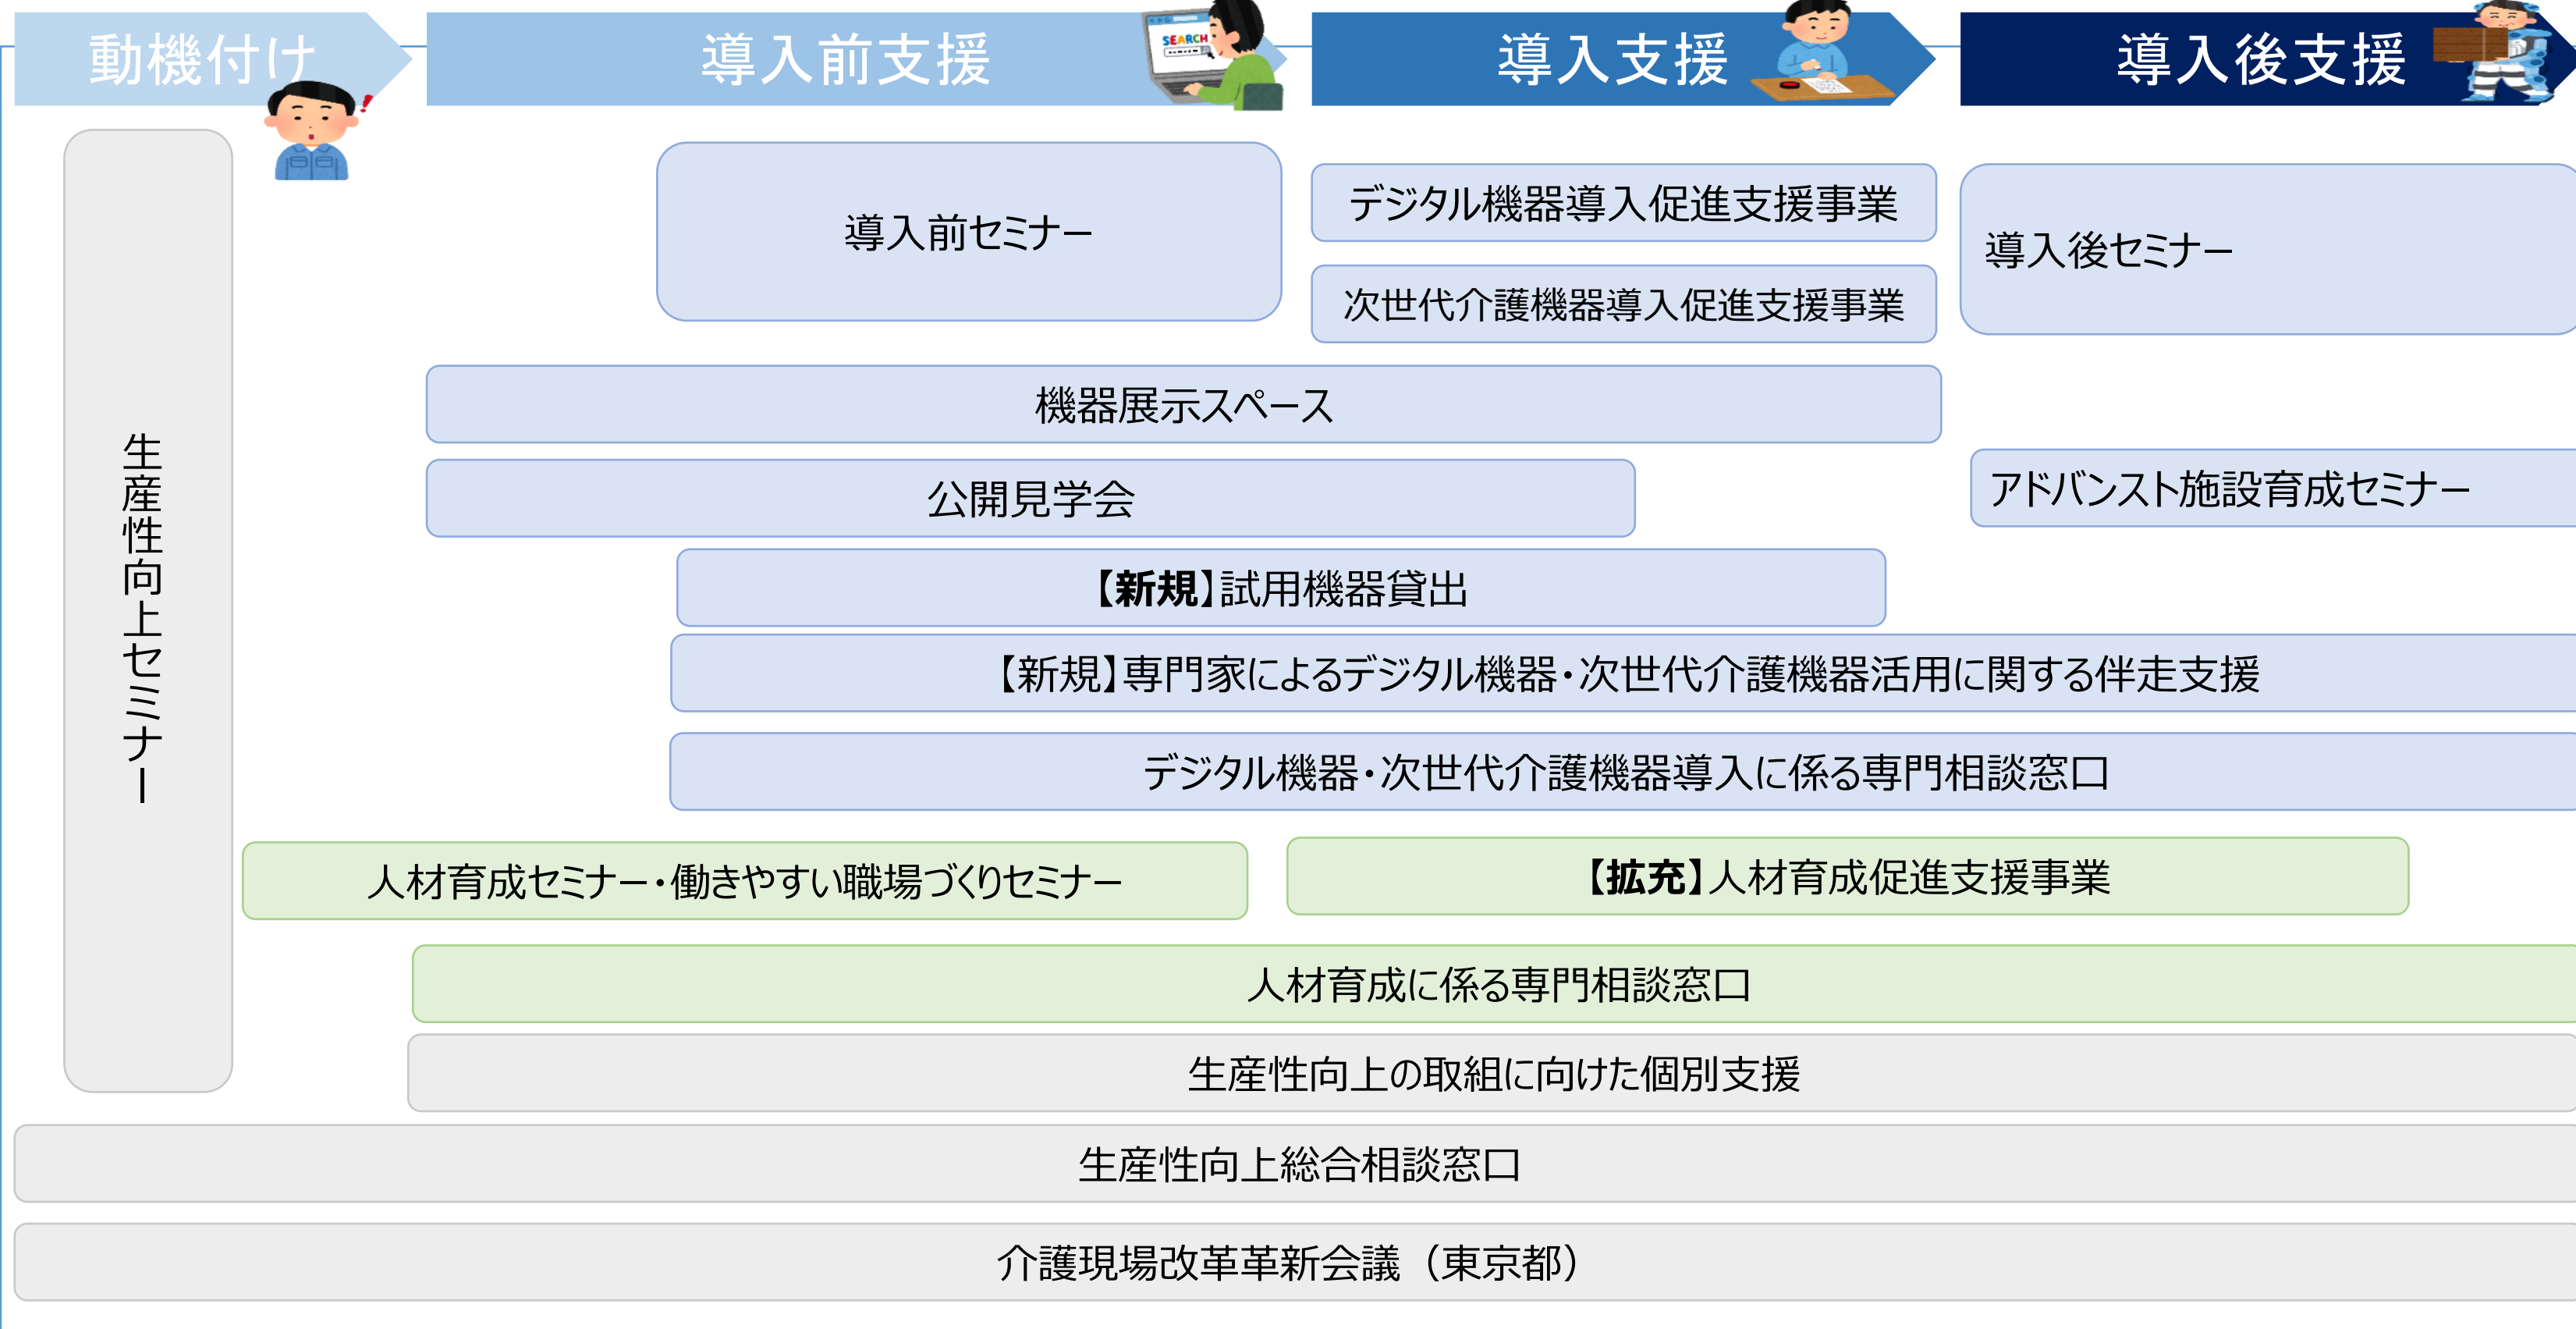 動機付け
導入前支援
SEARCH
導入支援
導入後支援
生産性向上セミナー
導入前セミナー
デジタル機器導入促進支援事業
次世代介護機器導入促進支援事業
導入後セミナー
機器展示スペース
公開見学会
アドバンスト施設育成セミナー
【新規】試用機器貸出
【新規】専門家によるデジタル機器・次世代介護機器活用に関する伴走支援
デジタル機器・次世代介護機器導入に係る専門相談窓口
人材育成セミナー・働きやすい職場づくりセミナー
【拡充】人材育成促進支援事業
人材育成に係る専門相談窓口
生産性向上の取組に向けた個別支援
生産性向上総合相談窓口
介護現場改革革新会議（東京都）